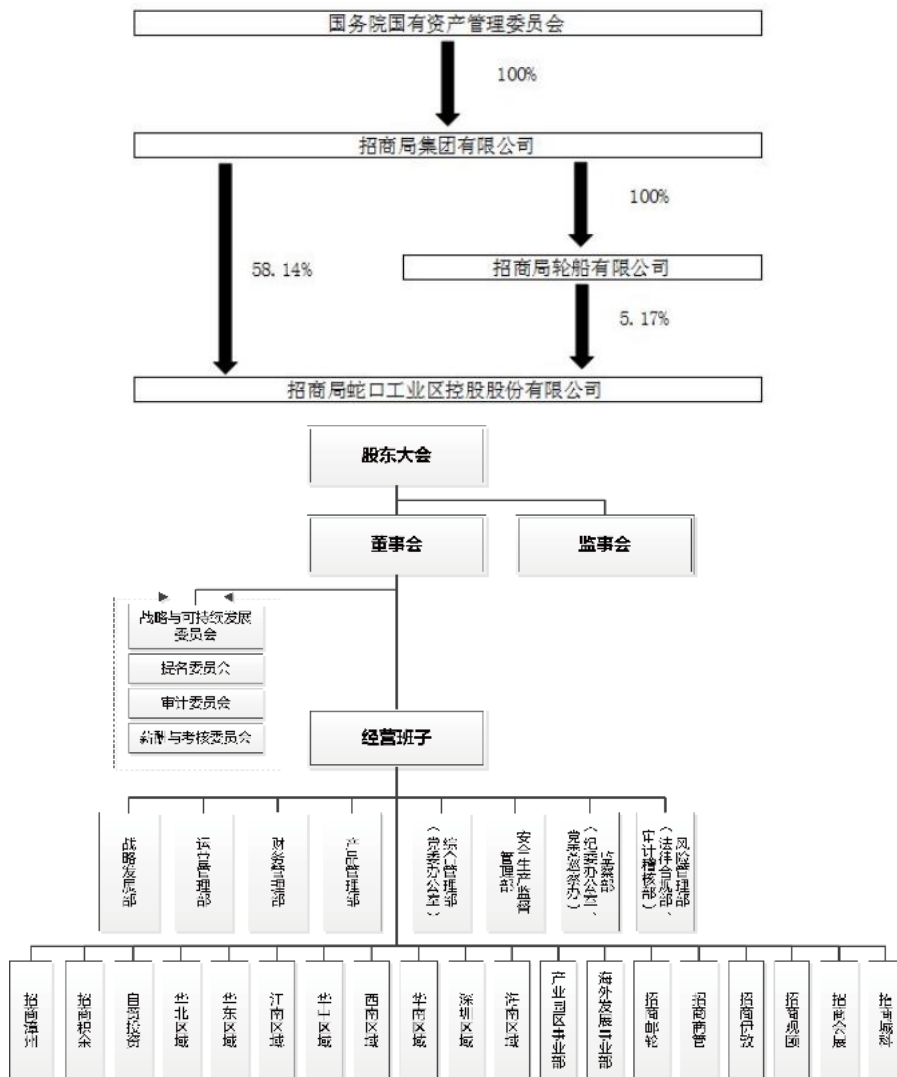 国务院国有资产管理委员会
100%
招商局集团有限公司
100%
58.14%
招商局轮船有限公司
5.17%
招商局蛇口工业区控股股份有限公司
股东大会
董事会
监事会
战略与可持续发展
委员会
提名委员会
审计委员会
薪酬与考核委员会
经营班子
战略发展部
运营管理部
财务管理部
产品管理部
综合管理部
（党委办公室）
安全生产监督
管理部
监察部
（纪委办公室、
党委巡察办）
风险管理部
（法律合规部、
审计稽核部）
招商漳州
招商积余
自贸投资
华北区域
华东区域
江南区域
华中区域
西南区域
华南区域
深圳区域
海南区域
产业园区事业部
海外发展事业部
招商邮轮
招商商管
招商伊敦
招商观颐
招商会展
招商城科